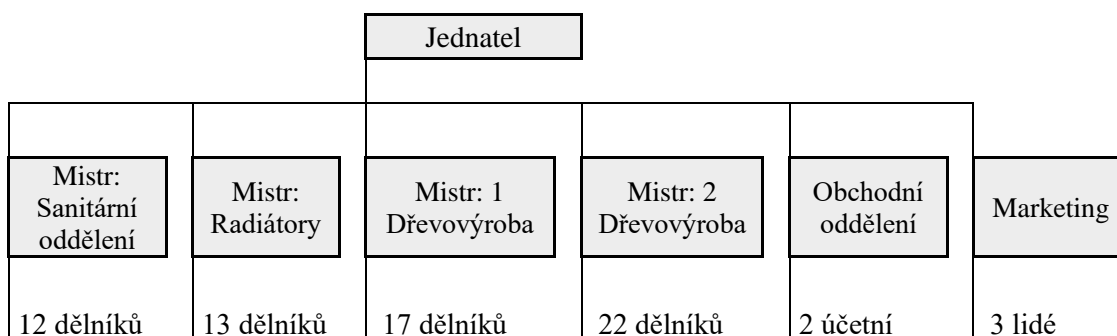 Jednatel
Mistr:
Sanitární
oddělení
Mistr:
Radiátory
Mistr: 1
Dřevovýroba
Mistr: 2
Dřevovýroba
Obchodní
oddělení
Marketing
12 dělníků
13 dělníků
17 dělníků
22 dělníků
2 účetní
3 lidé